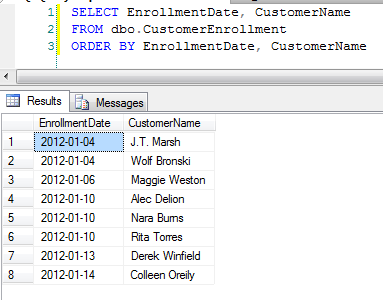 1 SELECT EnrollmentDate, CustomerName
2 FROM dbo.CustomerEnrollment
3 ORDER BY EnrollmentDate, CustomerName
Results Messages
EnrollmentDate CustomerName
1 2012-01-04 J.T. Marsh
2 2012-01-04 Wolf Bronski
3 2012-01-06 Maggie Weston
4 2012-01-10 Alec Delion
5 2012-01-10 Nara Burns
6 2012-01-10 Rita Torres
7 2012-01-13 Derek Winfield
8 2012-01-14 Colleen Oreily